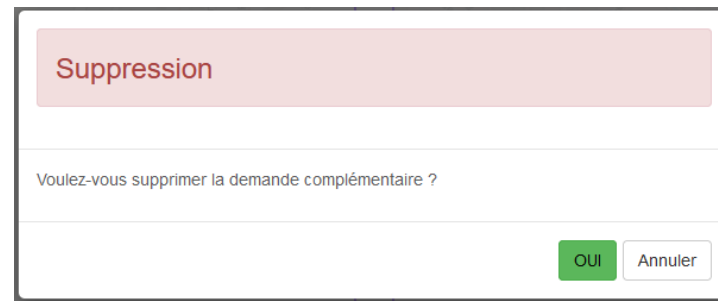 Suppression
Voulez-vous supprimer la demande complémentaire ?
OUI Annuler